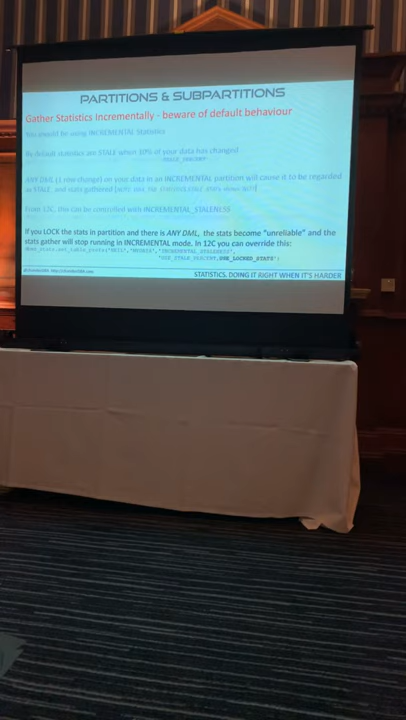 PARTITIONS & SUBPARTITIONS
Gather Statistics Incrementally - beware of default behaviour
You should be using INCREMENTAL Statistics
By default statistics are STALE when 10% of your data has changed
ANY DML (1 row change) on your data in an INCREMENTAL partition will cause it to be regarded
as STALE and stats gathered
From 12C, this can be controlled with INCREMENTAL_STALENESS
If you LOCK the stats in partition and there is ANY DML, the stats become "unreliable" and the
stats gather will stop running in INCREMENTAL mode. In 12C you can override this:
'INCREMENTAL_STALENESS',
USE_LOCKED_STATS'
STATISTICS. DOING IT RIGHT WHEN IT'S HARDER